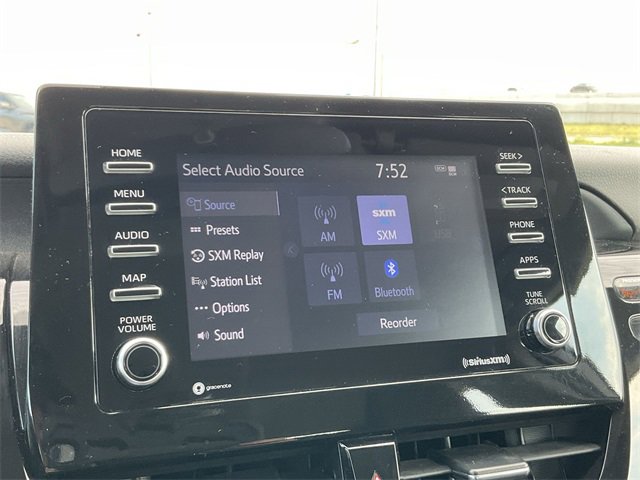 HOME
MENU
AUDIO
MAP
POWER
VOLUME
Select Audio Source
7:52
Source
Presets
SXM Replay
Station List
Options
Sound
AM
sxm
SXM
FM
Bluetooth
Reorder
SEEK >
< TRACK
PHONE
APPS
TUNE
SCROLL
gracenote
((SiriusXM))